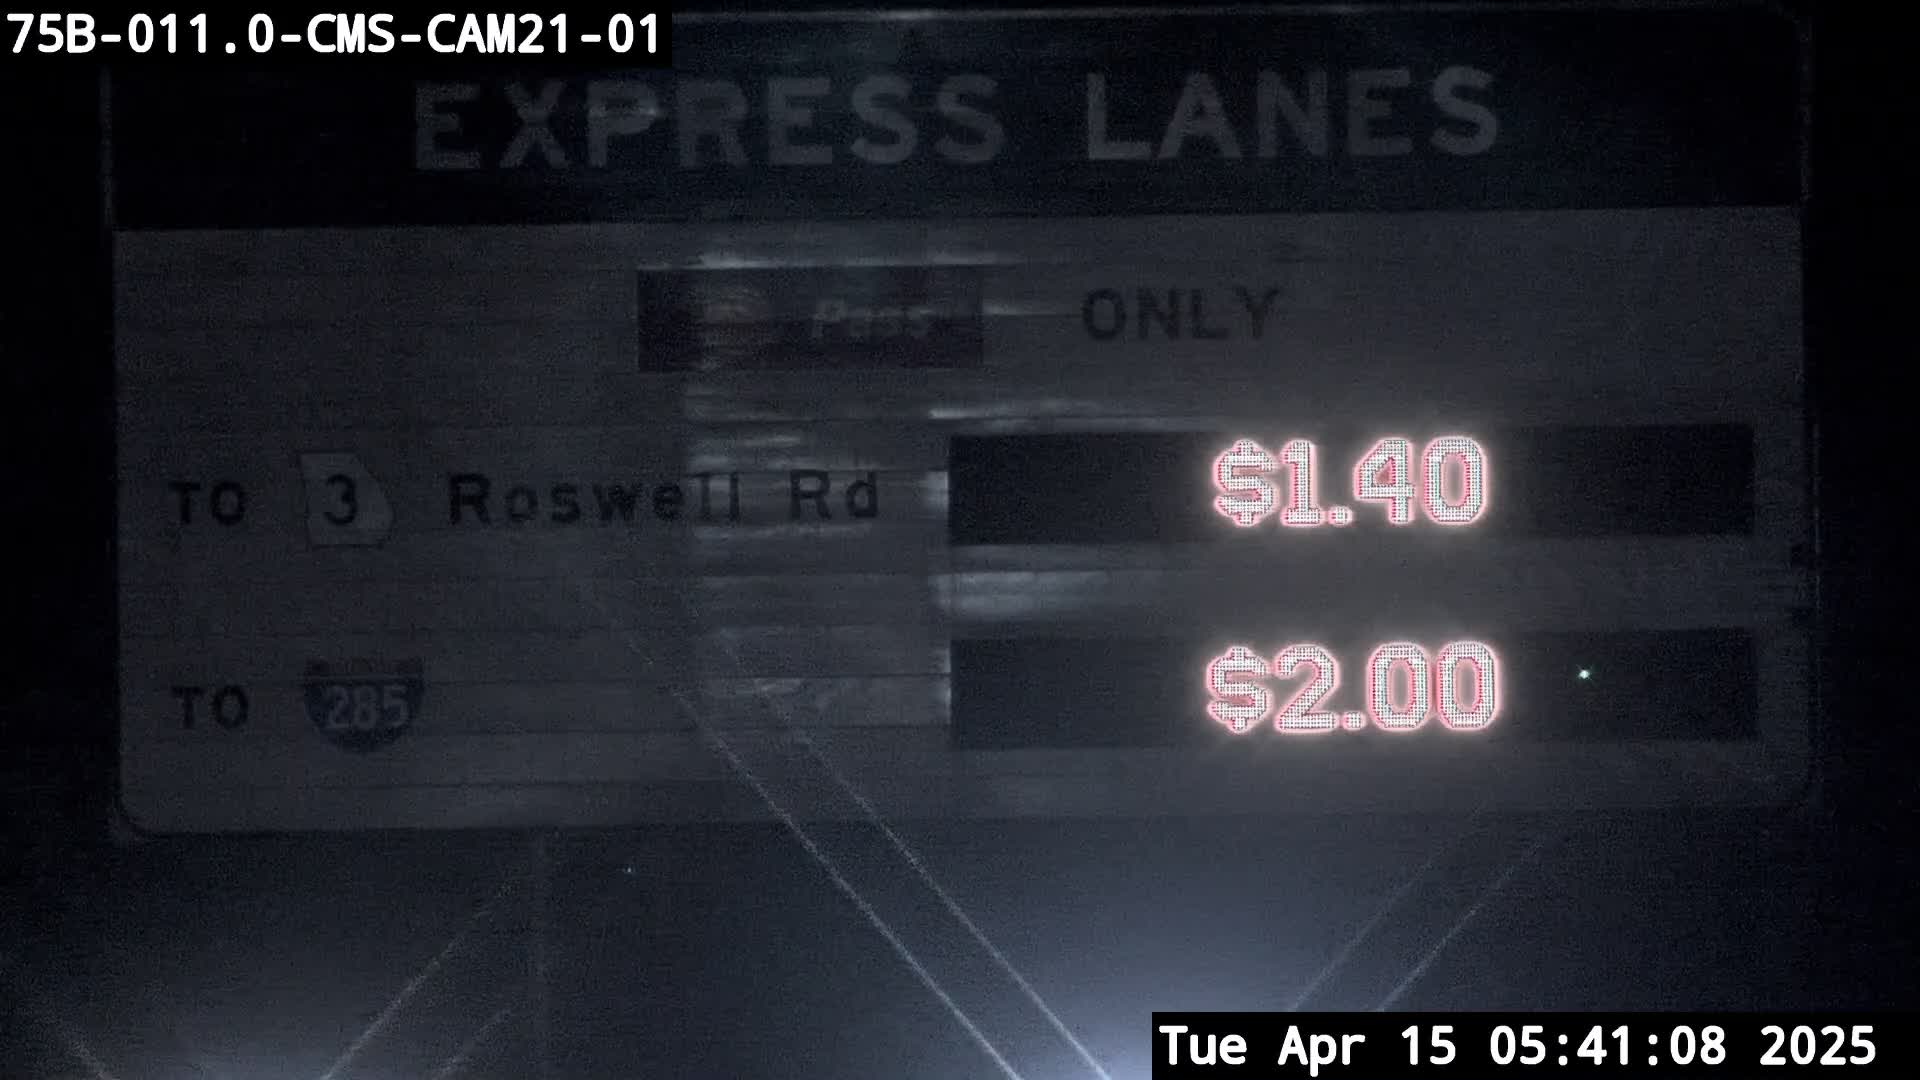 75B-011.0-CMS-CAM21-01
EXPRESS LANES
Pass ONLY
TO 3 Roswell Rd $1.40
TO 285 $2.00
Tue Apr 15 05:41:08 2025